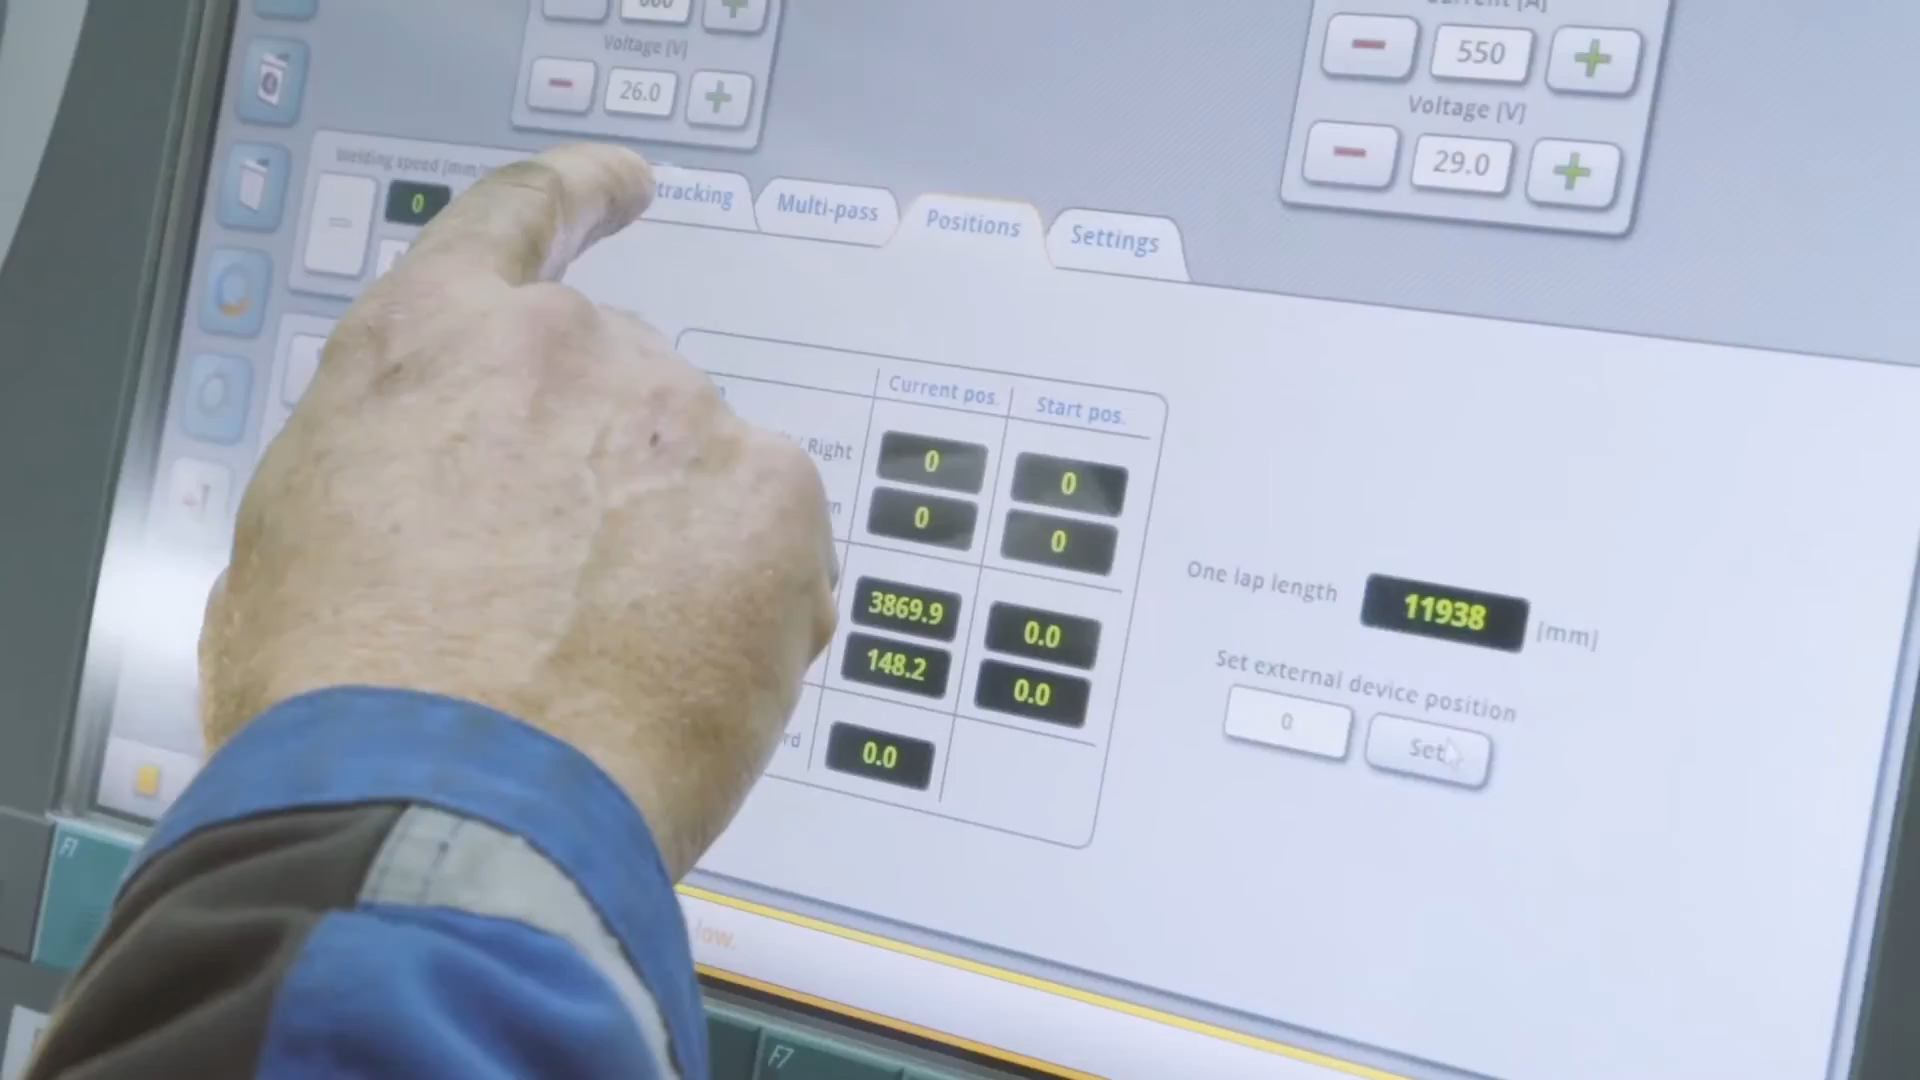 Current [A]
550
Voltage [V]
26.0
Voltage [V]
29.0
Welding speed [mm/
0
tracking
Multi-pass
Positions
Settings
Current pos.
Start pos.
/ Right
0
0
0
0
3869.9
0.0
148.2
0.0
rd
0.0
One lap length
11938
[mm]
Set external device position
0
Set
low.
F1
F7